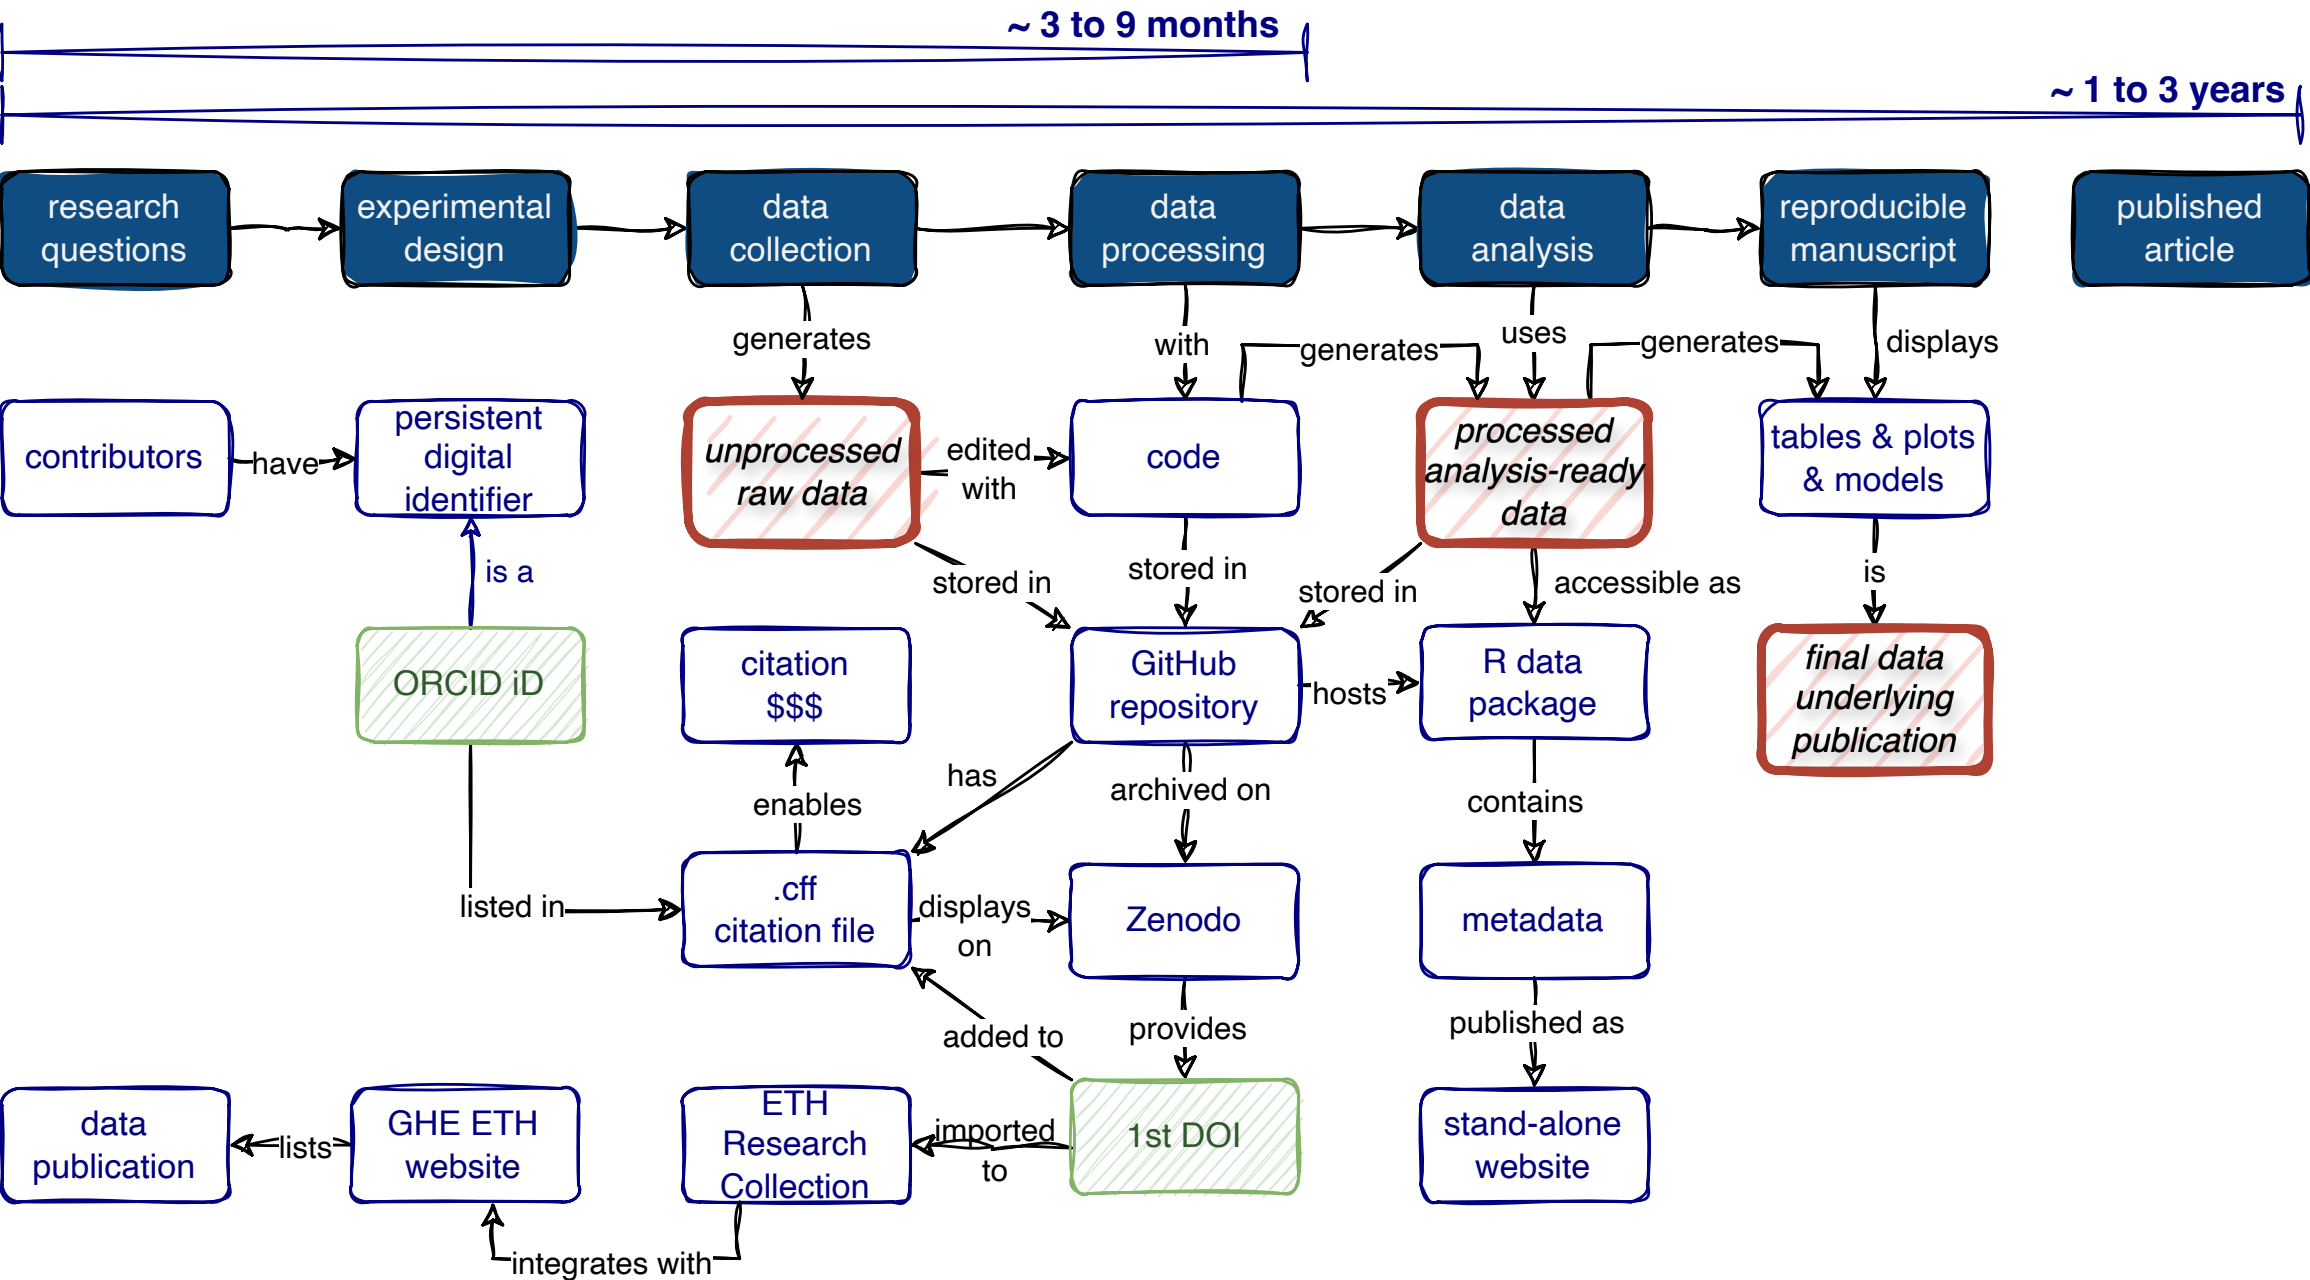 ~ 3 to 9 months
~ 1 to 3 years
research
questions
experimental
design
data
collection
data
processing
data
analysis
reproducible
manuscript
published
article
generates
with
generates
uses
generates
displays
contributors
have
persistent
digital
identifier
unprocessed
raw data
edited
with
code
processed
analysis-ready
data
tables & plots
& models
is a
stored in
stored in
stored in
accessible as
is
ORCID iD
citation
$$$
GitHub
repository
hosts
R data
package
final data
underlying
publication
enables
has
archived on
contains
listed in
.cff
citation file
displays
on
Zenodo
metadata
added to
provides
published as
data
publication
lists
GHE ETH
website
ETH
Research
Collection
imported
to
1st DOI
stand-alone
website
integrates with